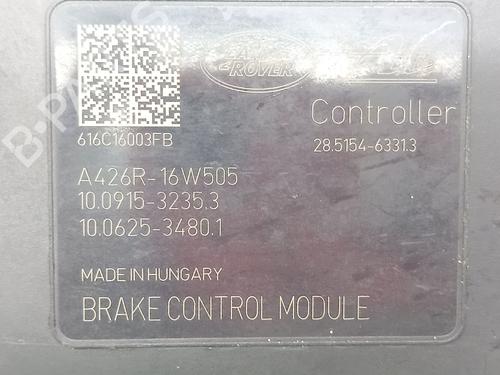 ROVER
616C16003FB
Controller
28.5154-6331.3
A426R-16W505
10.0915-3235.3
10.0625-3480.1
MADE IN HUNGARY
BRAKE CONTROL MODULE